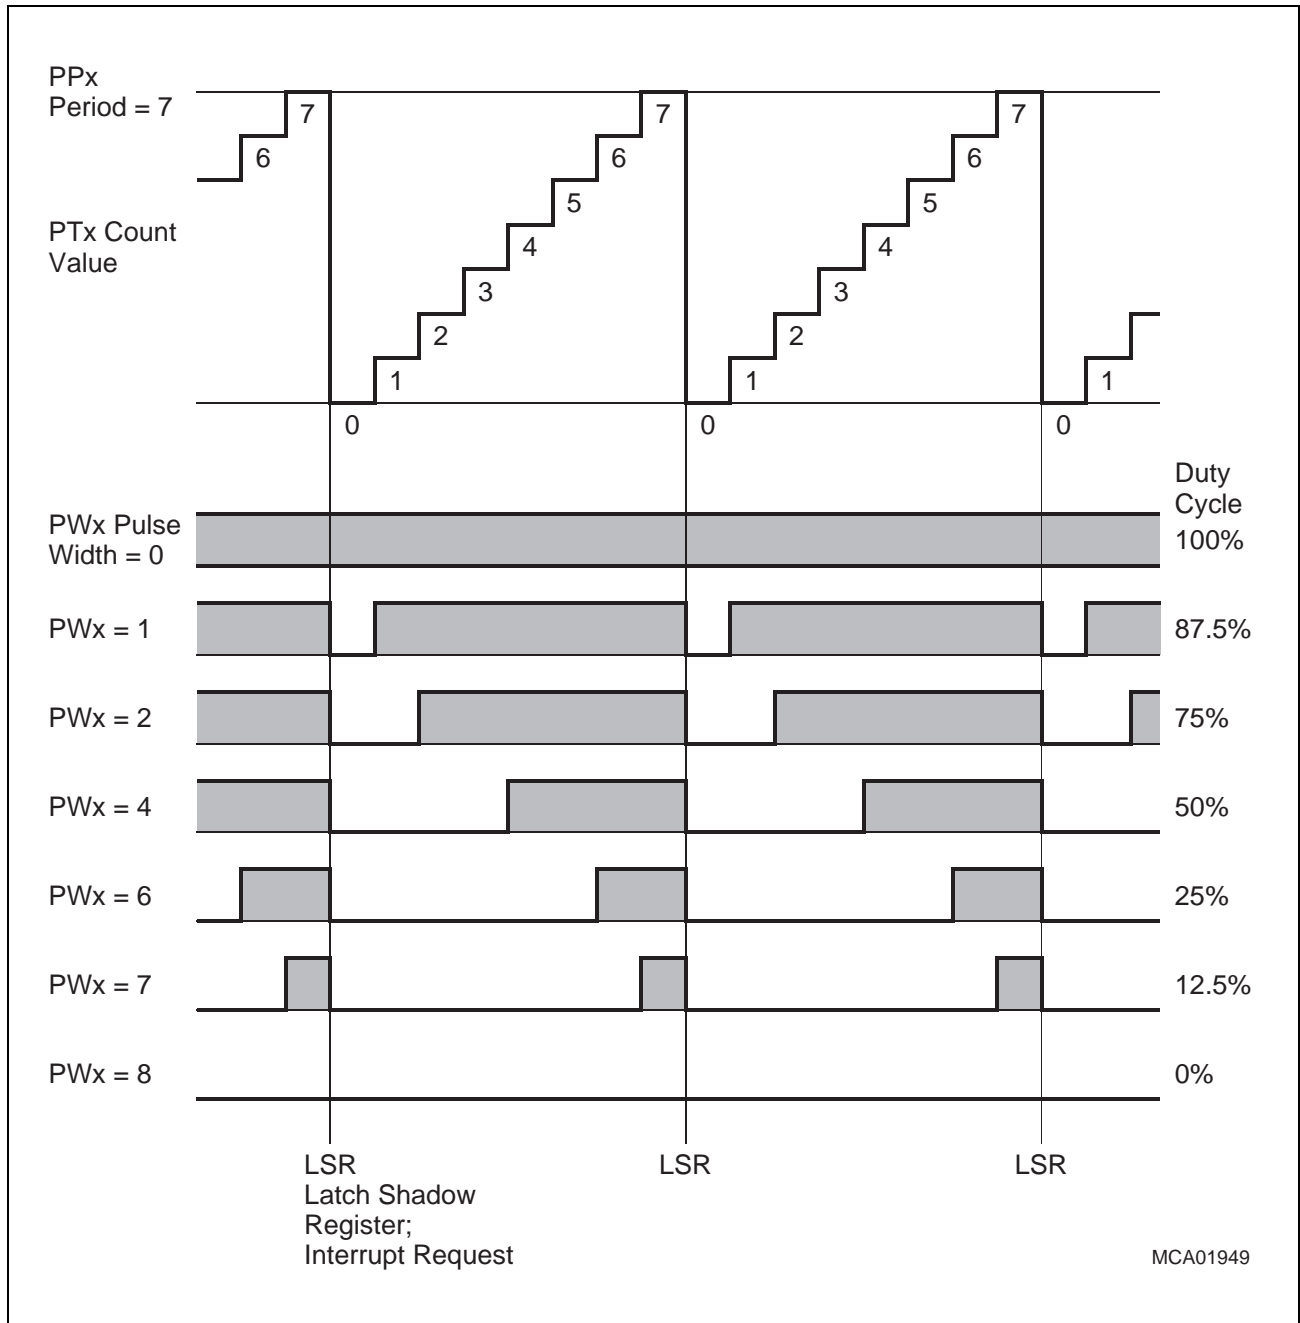 PPx
Period = 7
7
7
7
6
6
6
5
5
PTx Count
Value
4
4
3
3
2
2
1
1
1
0
0
0
Duty
Cycle
PWx Pulse
Width = 0
100%
PWx = 1
87.5%
PWx = 2
75%
PWx = 4
50%
PWx = 6
25%
PWx = 7
12.5%
PWx = 8
0%
LSR
Latch Shadow
Register;
Interrupt Request
LSR
LSR
MCA01949